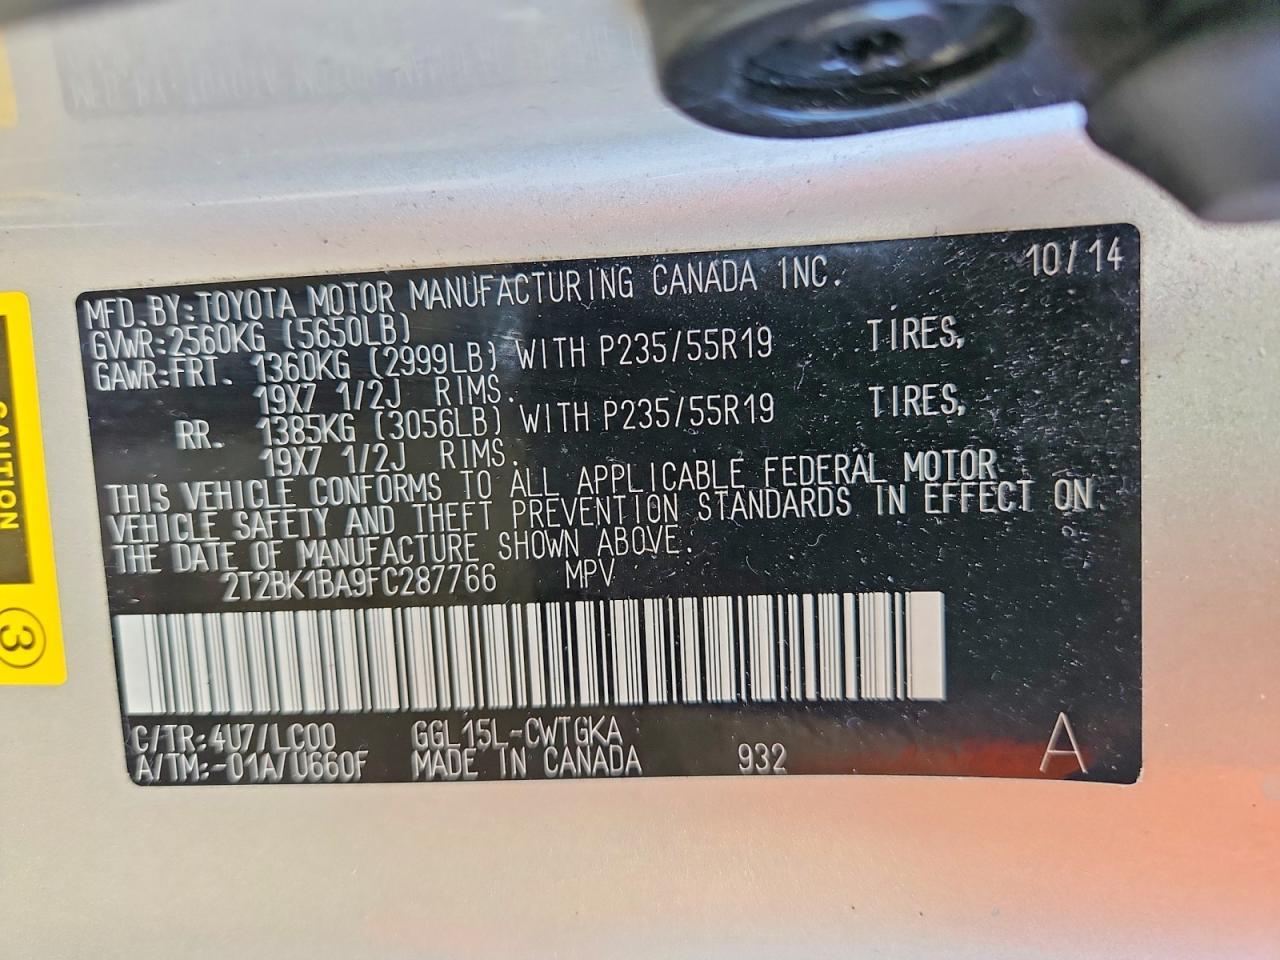 10/14
MFD. BY: TOYOTA MOTOR MANUFACTURING CANADA INC.
GVWR: 2560KG (5650LB)
GAWR: FRT. 1360KG (2999LB) WITH P235/55R19 TIRES,
19X7 1/2J RIMS.
RR. 1385KG (3056LB) WITH P235/55R19 TIRES,
19X7 1/2J RIMS.
THIS VEHICLE CONFORMS TO ALL APPLICABLE FEDERAL MOTOR
VEHICLE SAFETY AND THEFT PREVENTION STANDARDS IN EFFECT ON
THE DATE OF MANUFACTURE SHOWN ABOVE.
2T2BK1BA9FC287766 MPV
C/TR: 4U7/LC00 GGL15L-CWTGKA
A/TM: -01A/U660F MADE IN CANADA 932 A
CAUTION
3